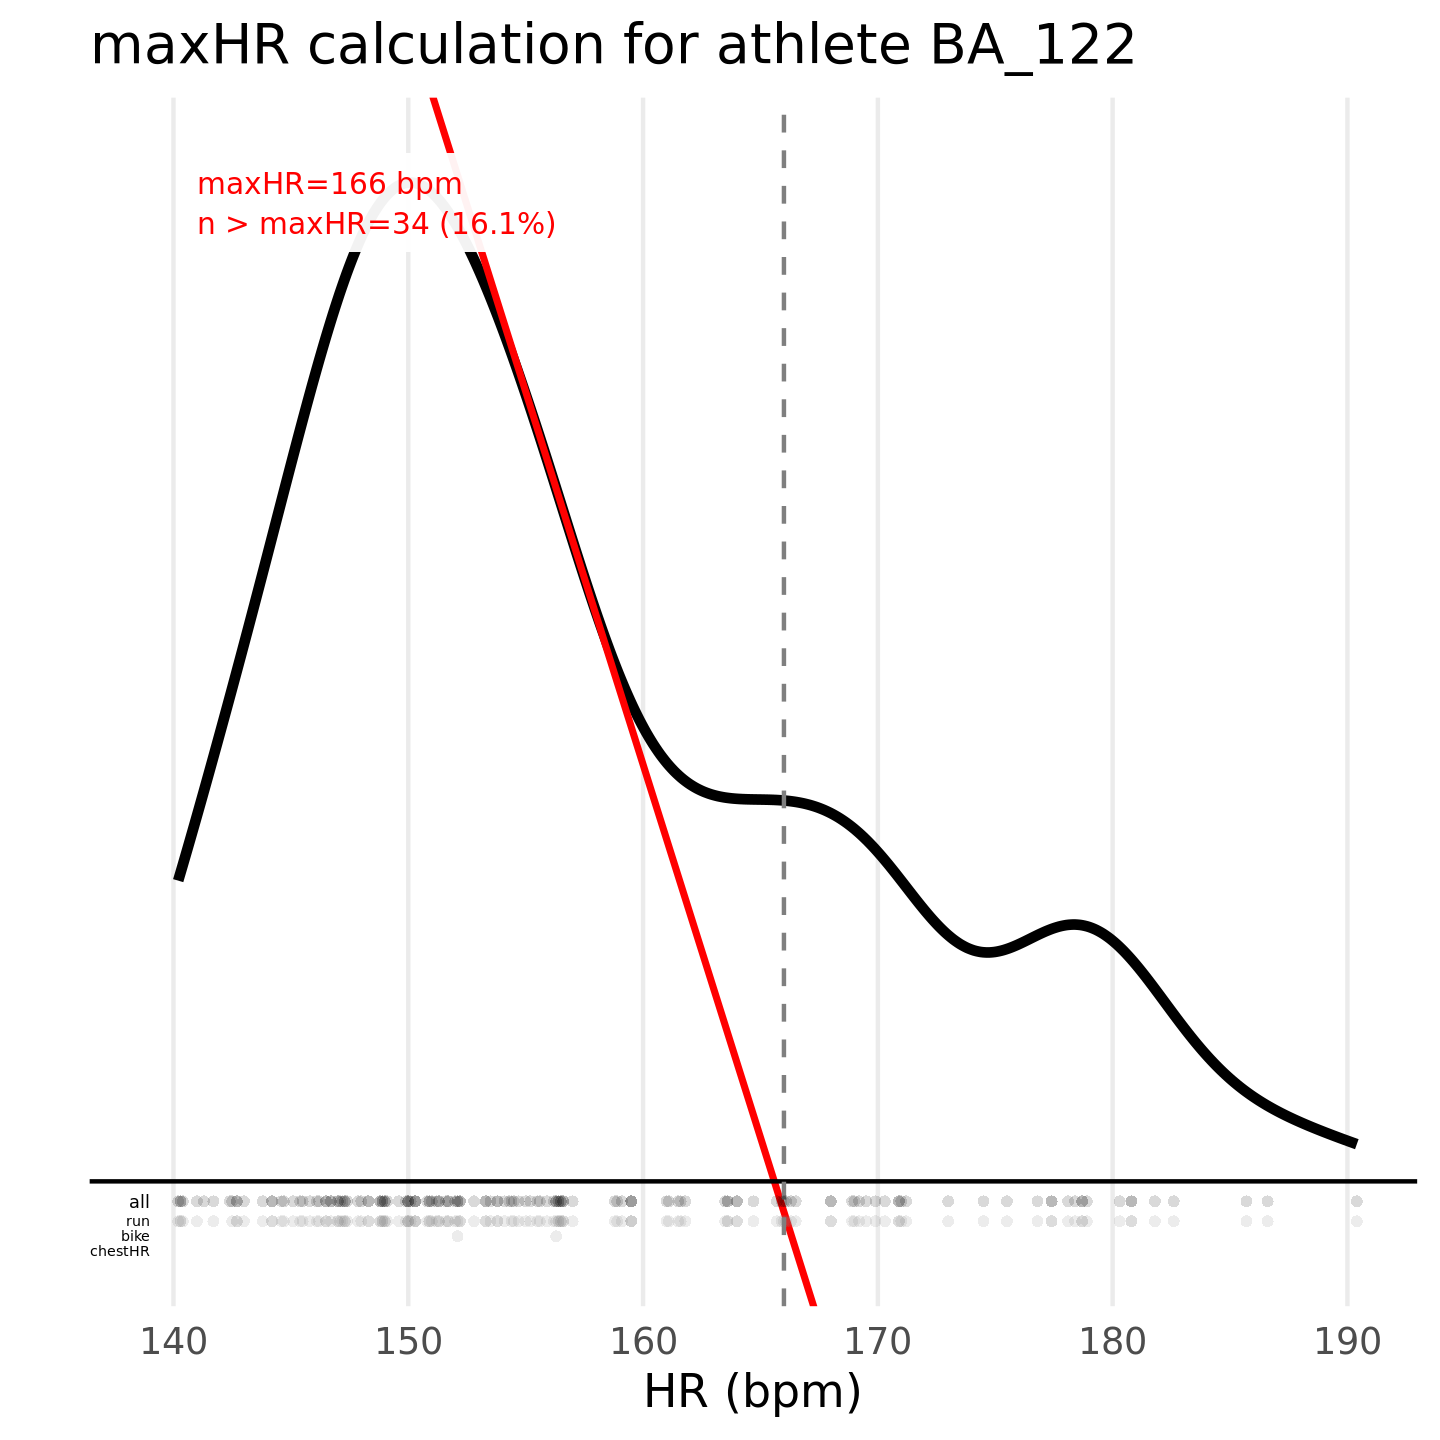 maxHR calculation for athlete BA_122
maxHR=166 bpm
n > maxHR=34 (16.1%)
all
run
bike
chestHR
140 150 160 170 180 190
HR (bpm)